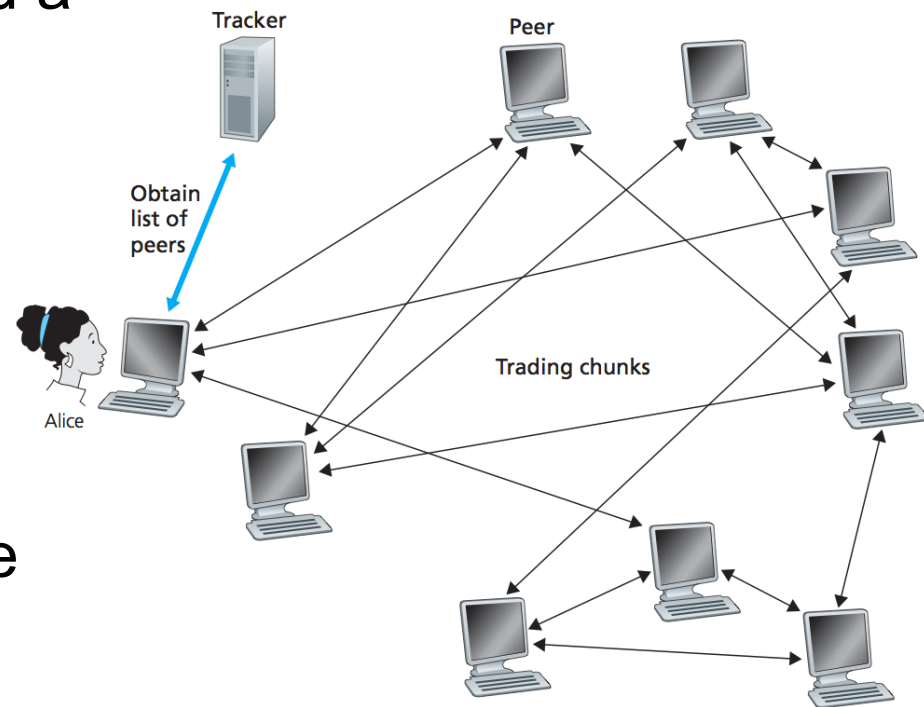 d a
Tracker
Peer
Obtain
list of
peers
Trading chunks
Alice
e